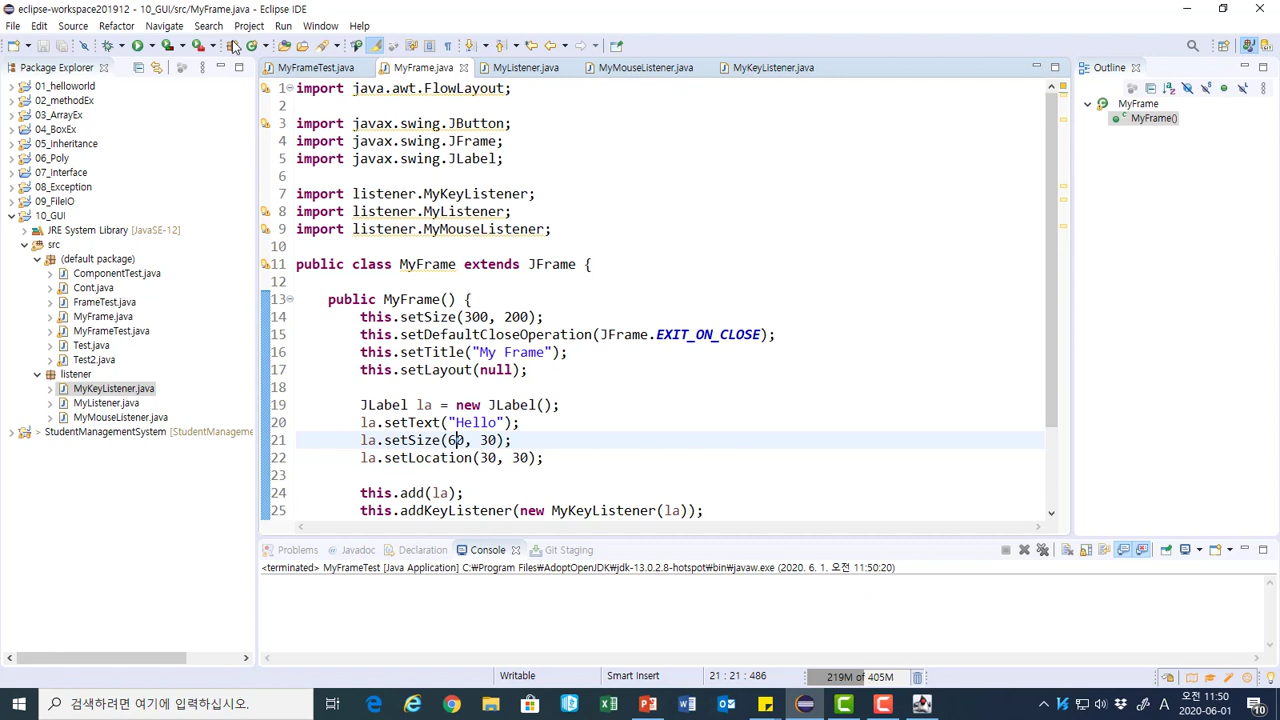 eclipse-workspace201912 - 10_GUI/src/MyFrame.java - Eclipse IDE
File Edit Source Refactor Navigate Search Project Run Window Help
Package Explorer
MyFrameTest.java MyFrame.java MyListener.java MyMouseListener.java MyKeyListener.java
Outline
01_helloworld
02_methodEx
03_ArrayEx
04_BoxEx
05_Inheritance
06_Poly
07_Interface
08_Exception
09_FileIO
10_GUI
JRE System Library [JavaSE-12]
src
(default package)
ComponentTest.java
Cont.java
FrameTest.java
MyFrame.java
MyFrameTest.java
Test.java
Test2.java
listener
MyKeyListener.java
MyListener.java
MyMouseListener.java
StudentManagementSystem [StudentManageme
1 import java.awt.FlowLayout;
2
3 import javax.swing.JButton;
4 import javax.swing.JFrame;
5 import javax.swing.JLabel;
6
7 import listener.MyKeyListener;
8 import listener.MyListener;
9 import listener.MyMouseListener;
10
11 public class MyFrame extends JFrame {
12
13 public MyFrame() {
14 this.setSize(300, 200);
15 this.setDefaultCloseOperation(JFrame.EXIT_ON_CLOSE);
16 this.setTitle("My Frame");
17 this.setLayout(null);
18
19 JLabel la = new JLabel();
20 la.setText("Hello");
21 la.setSize(60, 30);
22 la.setLocation(30, 30);
23
24 this.add(la);
25 this.addKeyListener(new MyKeyListener(la));
MyFrame
MyFrame()
Problems Javadoc Declaration Console Git Staging
<terminated> MyFrameTest [Java Application] C:₩Program Files₩AdoptOpenJDK₩jdk-13.0.2.8-hotspot₩bin₩javaw.exe (2020. 6. 1. 오전 11:50:20)
Writable Smart Insert 21 : 21 : 486 219M of 405M
검색하려면 여기에 입력하십시오.
오전 11:50
2020-06-01